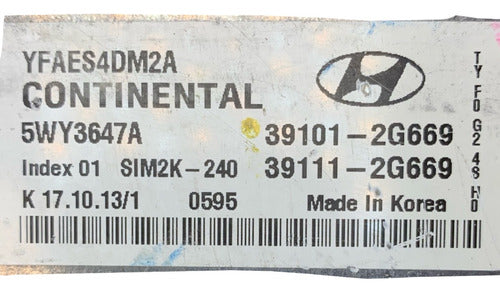 YFAES4DM2A
CONTINENTAL
5WY3647A 39101-2G669
Index 01 SIM2K-240 39111-2G669
K 17.10.13/1 0595 Made In Korea
TYFDG248HD